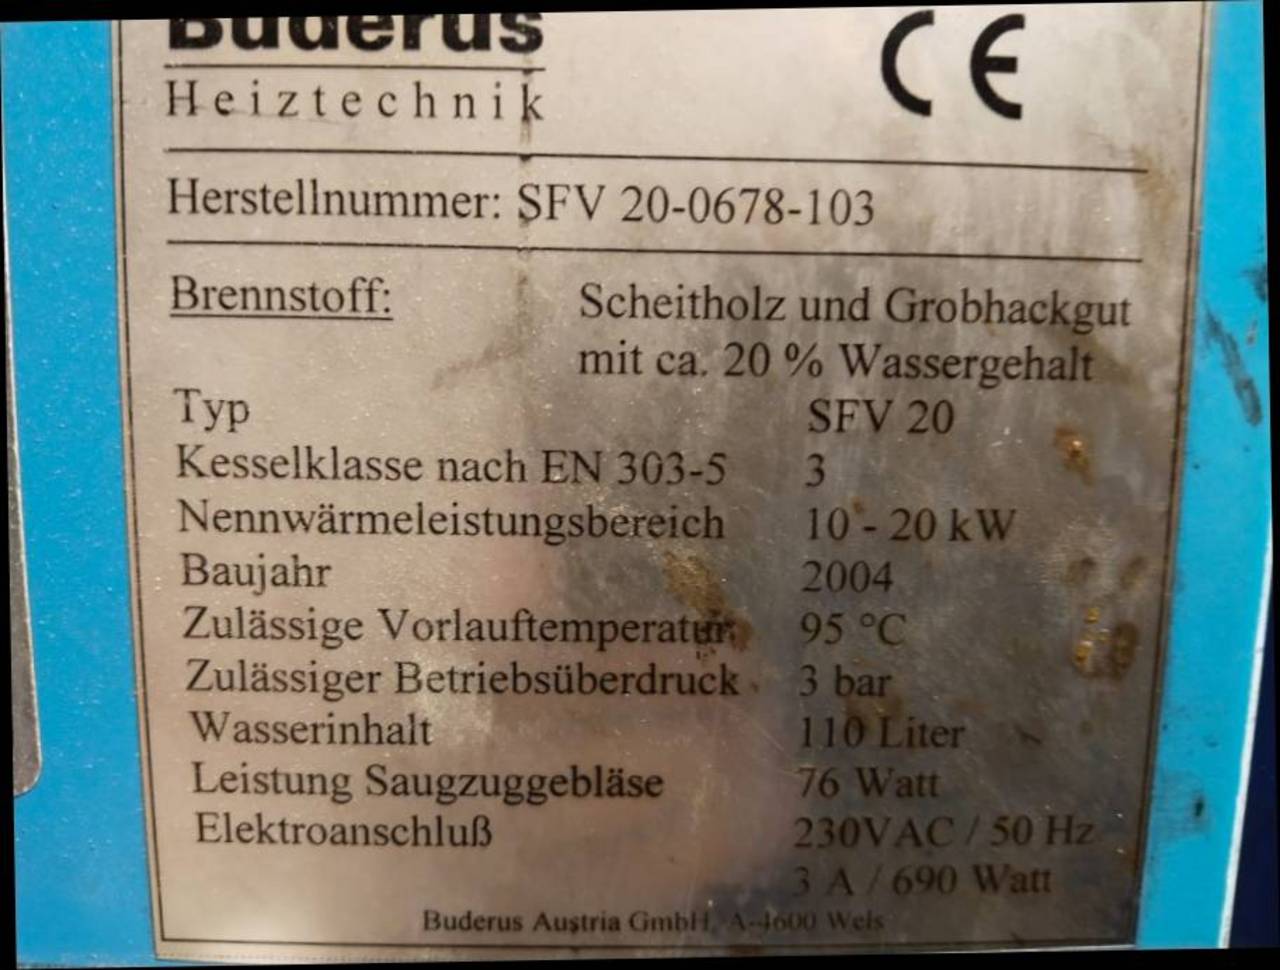 Buderus
Heiztechnik
CE
Herstellnummer: SFV 20-0678-103
Brennstoff: Scheitholz und Grobhackgut
mit ca. 20 % Wassergehalt
Typ SFV 20
Kesselklasse nach EN 303-5 3
Nennwärmeleistungsbereich 10 - 20 kW
Baujahr 2004
Zulässige Vorlauftemperatur 95 °C
Zulässiger Betriebsüberdruck 3 bar
Wasserinhalt 110 Liter
Leistung Saugzuggebläse 76 Watt
Elektroanschluß 230VAC / 50 Hz
3 A / 690 Watt
Buderus Austria GmbH, A-4600 Wels